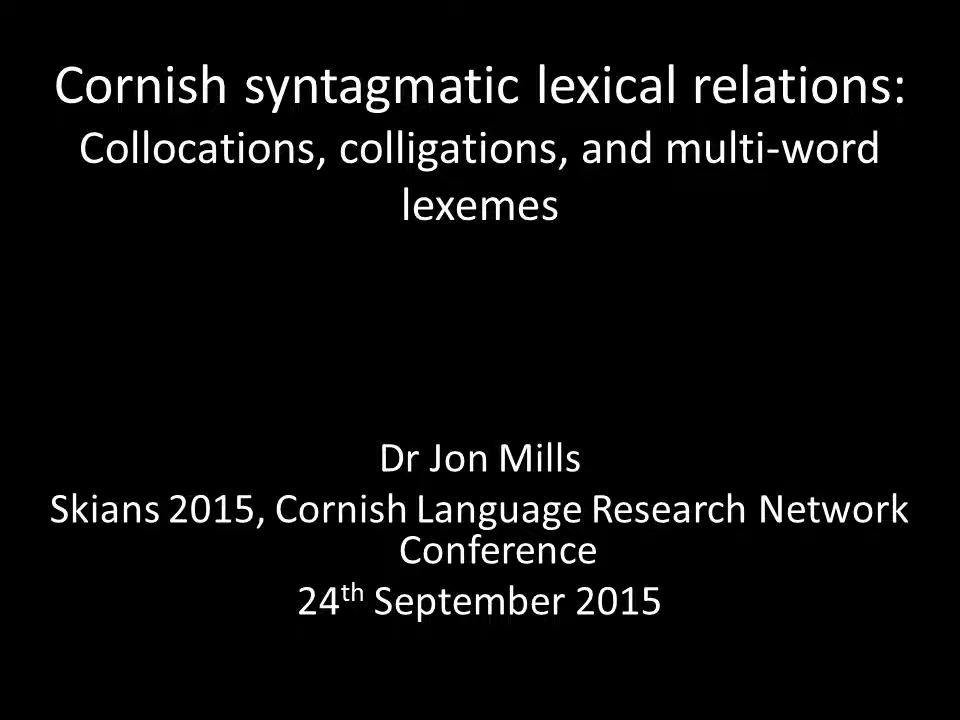 Cornish syntagmatic lexical relations:
Collocations, colligations, and multi-word
lexemes
Dr Jon Mills
Skians 2015, Cornish Language Research Network
Conference
24th September 2015